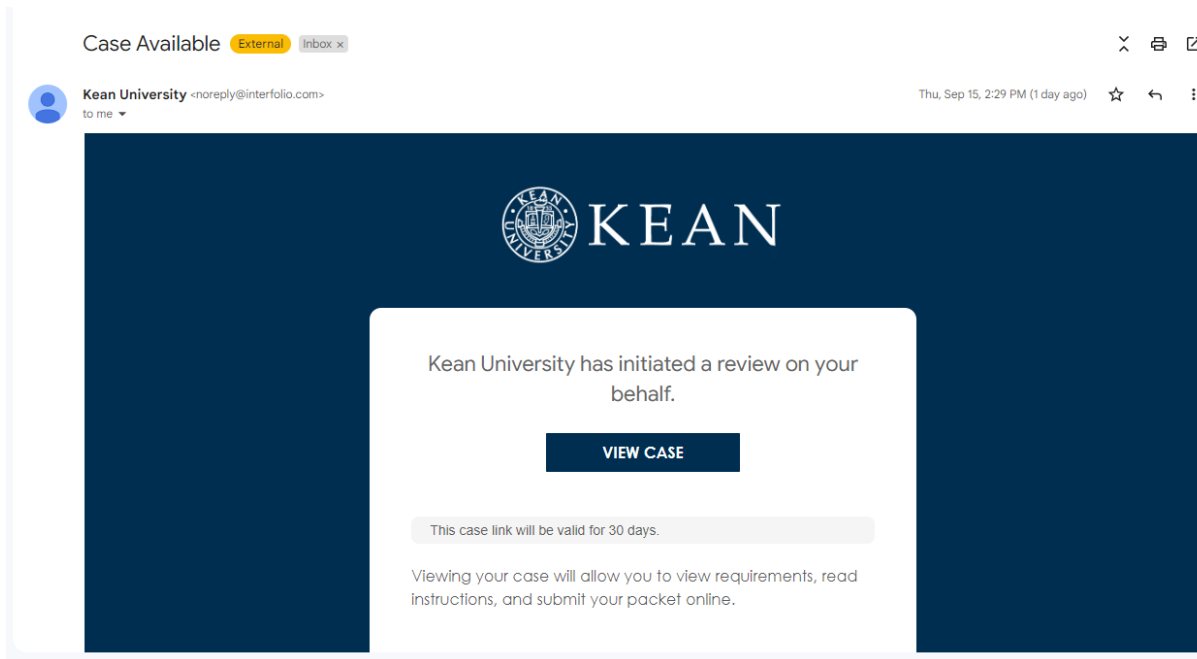 Case Available External Inbox ×
Kean University <noreply@interfolio.com>
Thu, Sep 15, 2:29 PM (1 day ago)
to me
KEAN UNIVERSITY
KEAN
Kean University has initiated a review on your
behalf.
VIEW CASE
This case link will be valid for 30 days.
Viewing your case will allow you to view requirements, read
instructions, and submit your packet online.